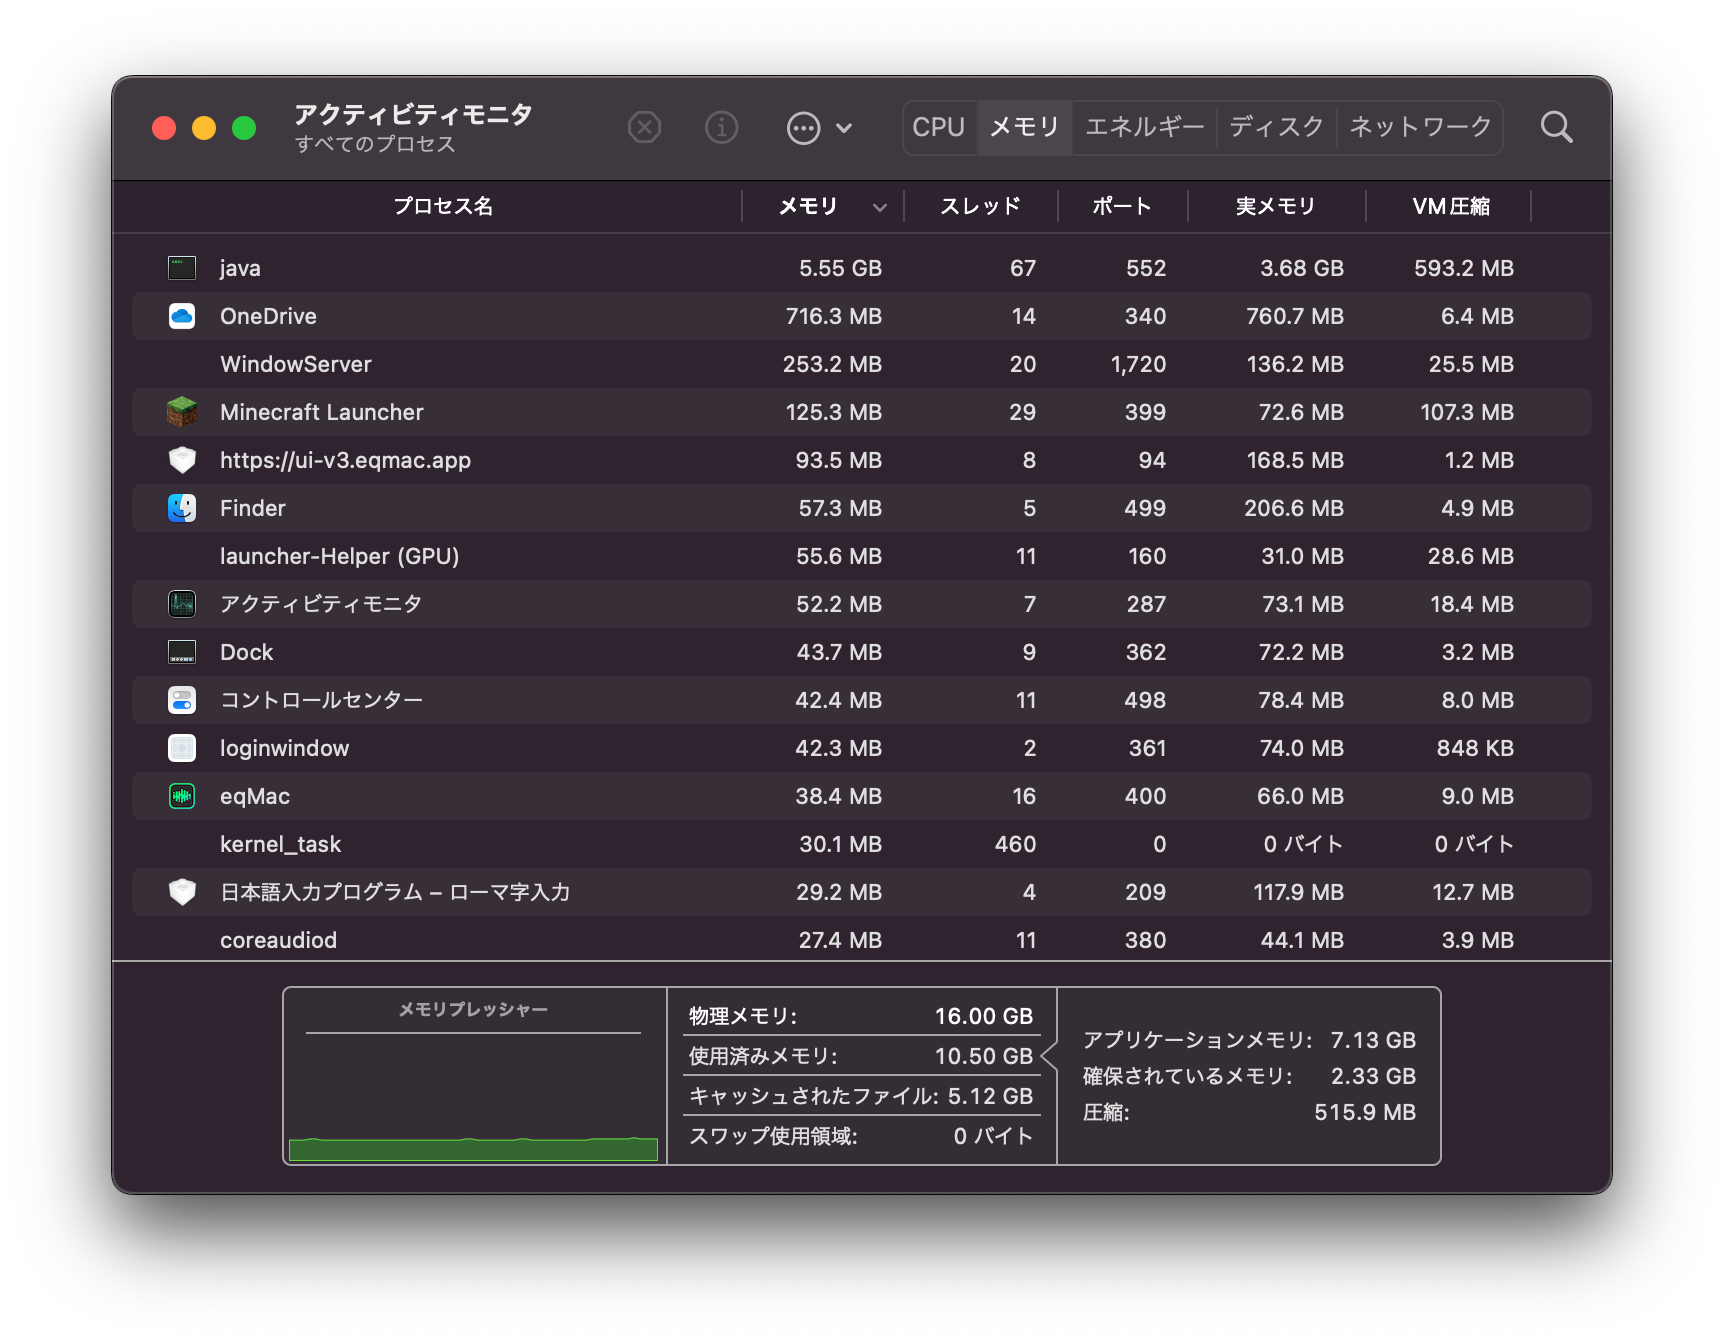 アクティビティモニタ
すべてのプロセス
CPU メモリ エネルギー ディスク ネットワーク
プロセス名 メモリ スレッド ポート 実メモリ VM圧縮
java 5.55 GB 67 552 3.68 GB 593.2 MB
OneDrive 716.3 MB 14 340 760.7 MB 6.4 MB
WindowServer 253.2 MB 20 1,720 136.2 MB 25.5 MB
Minecraft Launcher 125.3 MB 29 399 72.6 MB 107.3 MB
https://ui-v3.eqmac.app 93.5 MB 8 94 168.5 MB 1.2 MB
Finder 57.3 MB 5 499 206.6 MB 4.9 MB
launcher-Helper (GPU) 55.6 MB 11 160 31.0 MB 28.6 MB
アクティビティモニタ 52.2 MB 7 287 73.1 MB 18.4 MB
Dock 43.7 MB 9 362 72.2 MB 3.2 MB
コントロールセンター 42.4 MB 11 498 78.4 MB 8.0 MB
loginwindow 42.3 MB 2 361 74.0 MB 848 KB
eqMac 38.4 MB 16 400 66.0 MB 9.0 MB
kernel_task 30.1 MB 460 0 0 バイト 0 バイト
日本語入力プログラム – ローマ字入力 29.2 MB 4 209 117.9 MB 12.7 MB
coreaudiod 27.4 MB 11 380 44.1 MB 3.9 MB
メモリプレッシャー
物理メモリ: 16.00 GB
使用済みメモリ: 10.50 GB
キャッシュされたファイル: 5.12 GB
スワップ使用領域: 0 バイト
アプリケーションメモリ: 7.13 GB
確保されているメモリ: 2.33 GB
圧縮: 515.9 MB